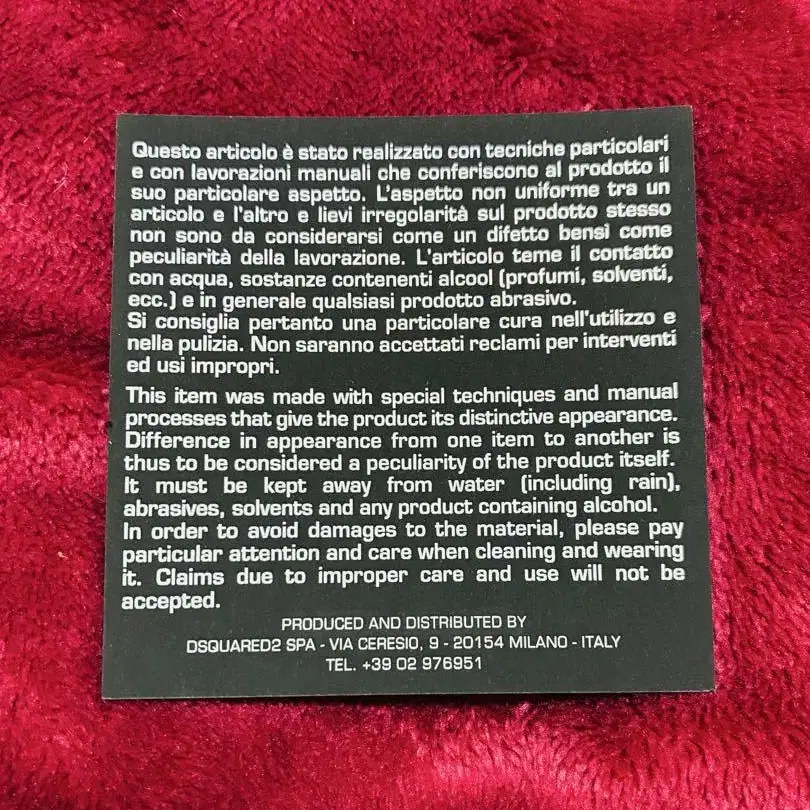 Questo articolo è stato realizzato con tecniche particolari
e con lavorazioni manuali che conferiscono al prodotto il
suo particolare aspetto. L'aspetto non uniforme tra un
articolo e l'altro e lievi irregolarità sul prodotto stesso
non sono da considerarsi come un difetto bensì come
peculiarità della lavorazione. L'articolo teme il contatto
con acqua, sostanze contenenti alcool (profumi, solventi,
ecc.) e in generale qualsiasi prodotto abrasivo.
Si consiglia pertanto una particolare cura nell'utilizzo e
nella pulizia. Non saranno accettati reclami per interventi
ed usi impropri.
This item was made with special techniques and manual
processes that give the product its distinctive appearance.
Difference in appearance from one item to another is
thus to be considered a peculiarity of the product itself.
It must be kept away from water (including rain),
abrasives, solvents and any product containing alcohol.
In order to avoid damages to the material, please pay
particular attention and care when cleaning and wearing
it. Claims due to improper care and use will not be
accepted.
PRODUCED AND DISTRIBUTED BY
DSQUARED2 SPA - VIA CERESIO, 9 - 20154 MILANO - ITALY
TEL. +39 02 976951